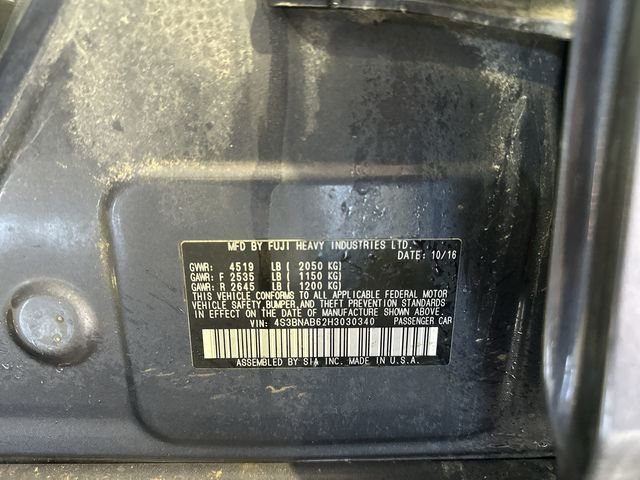 MFD BY FUJI HEAVY INDUSTRIES LTD.
DATE: 10/16
GVWR: 4519 LB ( 2050 KG)
GAWR: F 2535 LB ( 1150 KG)
GAWR: R 2645 LB ( 1200 KG)
THIS VEHICLE CONFORMS TO ALL APPLICABLE FEDERAL MOTOR
VEHICLE SAFETY, BUMPER, AND THEFT PREVENTION STANDARDS
IN EFFECT ON THE DATE OF MANUFACTURE SHOWN ABOVE.
VIN: 4S3BNAB62H3030340 PASSENGER CAR
ASSEMBLED BY SIA INC. MADE IN U.S.A.